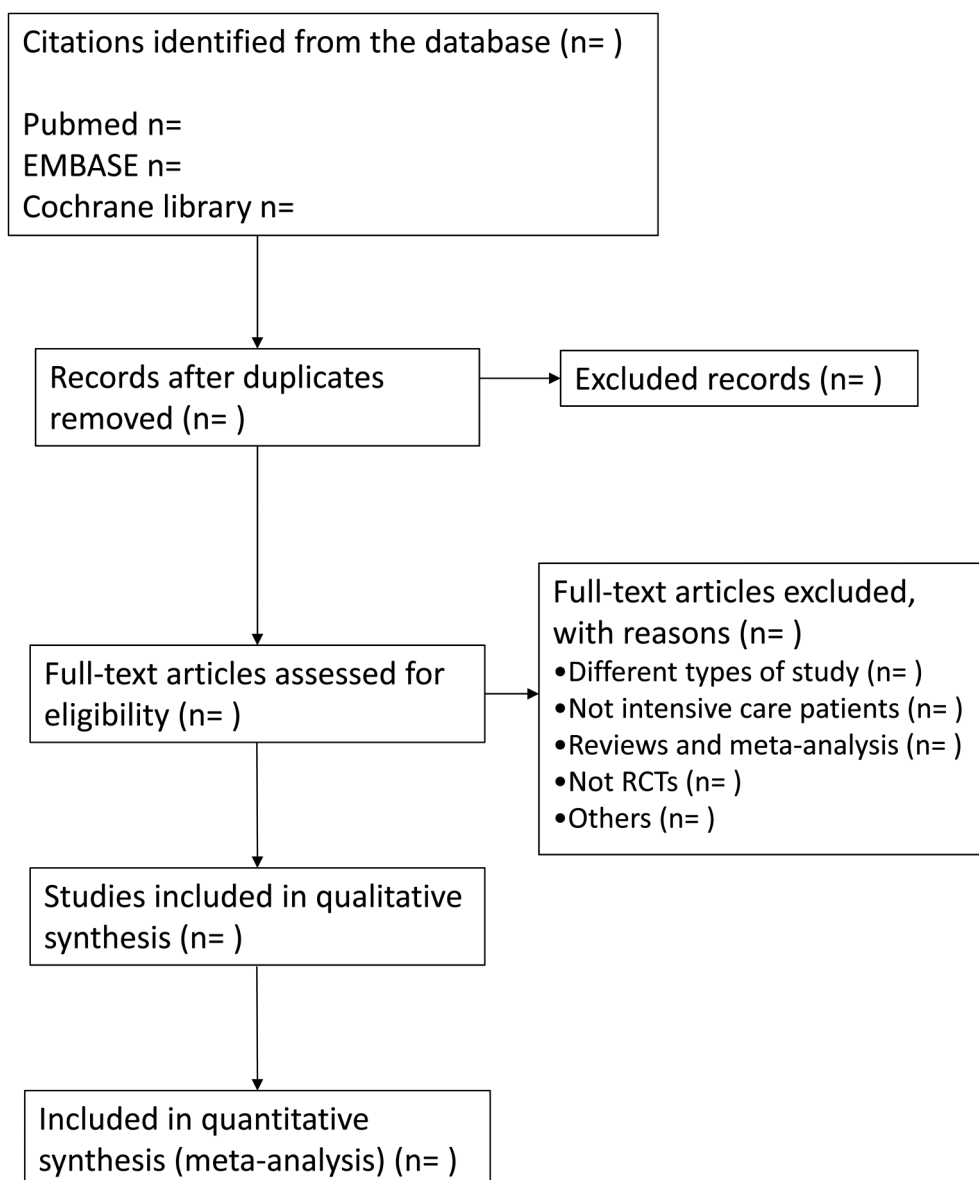 Citations identified from the database (n= )
Pubmed n=
EMBASE n=
Cochrane library n=
Records after duplicates
removed (n= )
Excluded records (n= )
Full-text articles assessed for
eligibility (n= )
Full-text articles excluded,
with reasons (n= )
•Different types of study (n= )
•Not intensive care patients (n= )
•Reviews and meta-analysis (n= )
•Not RCTs (n= )
•Others (n= )
Studies included in qualitative
synthesis (n= )
Included in quantitative
synthesis (meta-analysis) (n= )